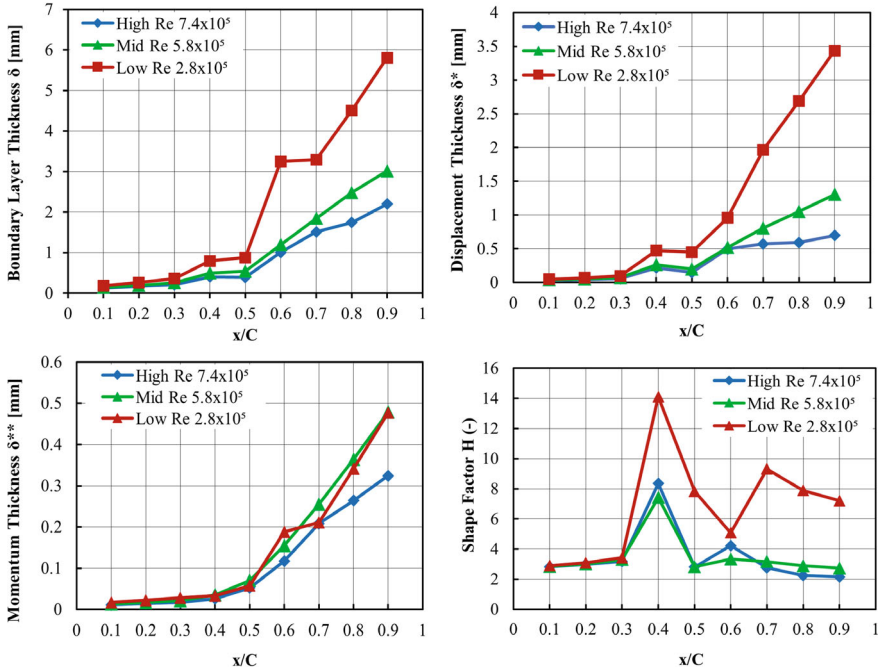 Boundary Layer Thickness δ [mm]
7
6
5
4
3
2
1
0
High Re 7.4x10⁵
Mid Re 5.8x10⁵
Low Re 2.8x10⁵
0 0.1 0.2 0.3 0.4 0.5 0.6 0.7 0.8 0.9 1
x/C
Displacement Thickness δ* [mm]
4
3.5
3
2.5
2
1.5
1
0.5
0
High Re 7.4x10⁵
Mid Re 5.8x10⁵
Low Re 2.8x10⁵
0 0.1 0.2 0.3 0.4 0.5 0.6 0.7 0.8 0.9 1
x/C
Momentum Thickness δ** [mm]
0.6
0.5
0.4
0.3
0.2
0.1
0
High Re 7.4x10⁵
Mid Re 5.8x10⁵
Low Re 2.8x10⁵
0 0.1 0.2 0.3 0.4 0.5 0.6 0.7 0.8 0.9 1
x/C
Shape Factor H (-)
16
14
12
10
8
6
4
2
0
High Re 7.4x10⁵
Mid Re 5.8x10⁵
Low Re 2.8x10⁵
0 0.1 0.2 0.3 0.4 0.5 0.6 0.7 0.8 0.9 1
x/C